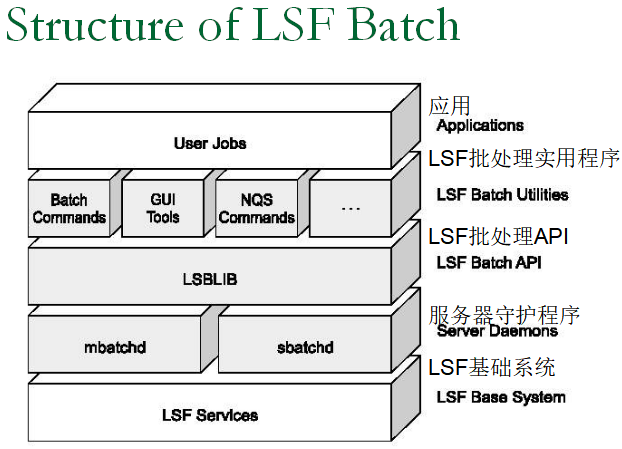 Structure of LSF Batch
应用
Applications
User Jobs
LSF批处理实用程序
Batch Commands
GUI Tools
NQS Commands
...
LSF Batch Utilities
LSF批处理API
LSBLIB
LSF Batch API
服务器守护程序
Server Daemons
mbatchd
sbatchd
LSF基础系统
LSF Services
LSF Base System